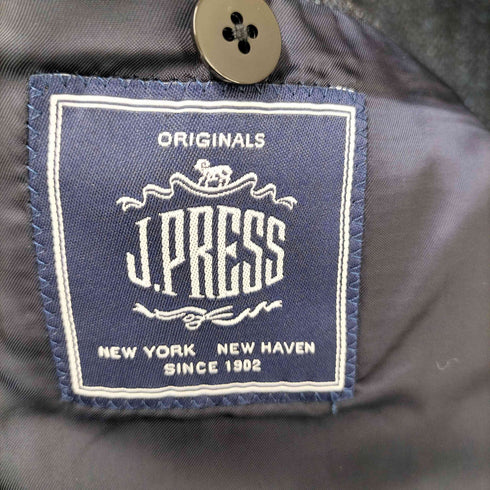 ORIGINALS
J.PRESS
NEW YORK NEW HAVEN
SINCE 1902